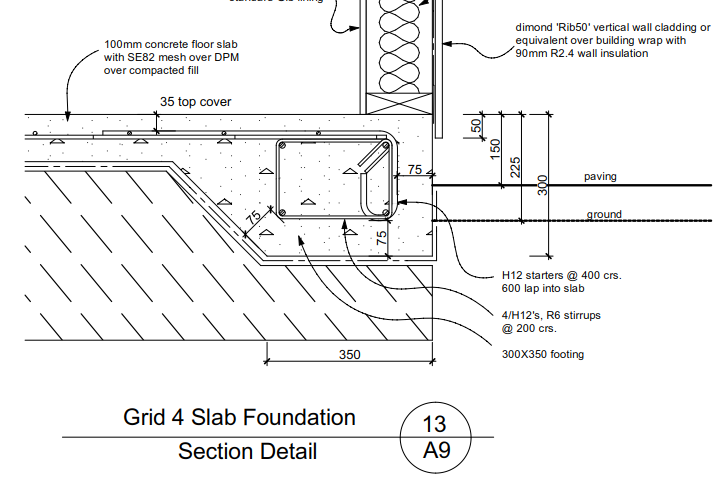 dimond 'Rib50' vertical wall cladding or
equivalent over building wrap with
90mm R2.4 wall insulation
100mm concrete floor slab
with SE82 mesh over DPM
over compacted fill
35 top cover
50
150
225
300
75
paving
ground
75
75
H12 starters @ 400 crs.
600 lap into slab
4/H12's, R6 stirrups
@ 200 crs.
300X350 footing
350
Grid 4 Slab Foundation
Section Detail
13
A9